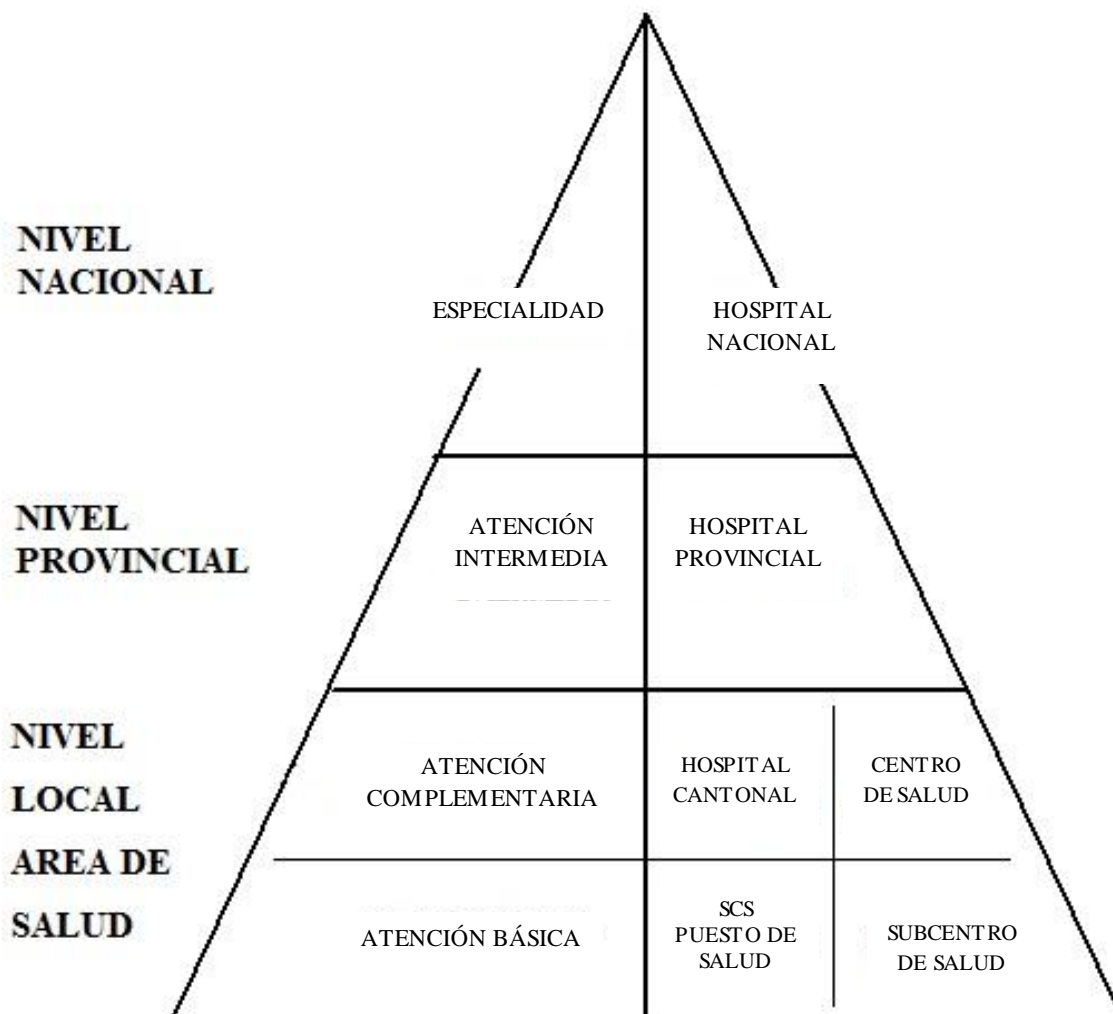 NIVEL
NACIONAL
ESPECIALIDAD
HOSPITAL
NACIONAL
NIVEL
PROVINCIAL
ATENCIÓN
INTERMEDIA
HOSPITAL
PROVINCIAL
NIVEL
LOCAL
AREA DE
SALUD
ATENCIÓN
COMPLEMENTARIA
HOSPITAL
CANTONAL
CENTRO
DE SALUD
ATENCIÓN BÁSICA
SCS
PUESTO DE
SALUD
SUBCENTRO
DE SALUD